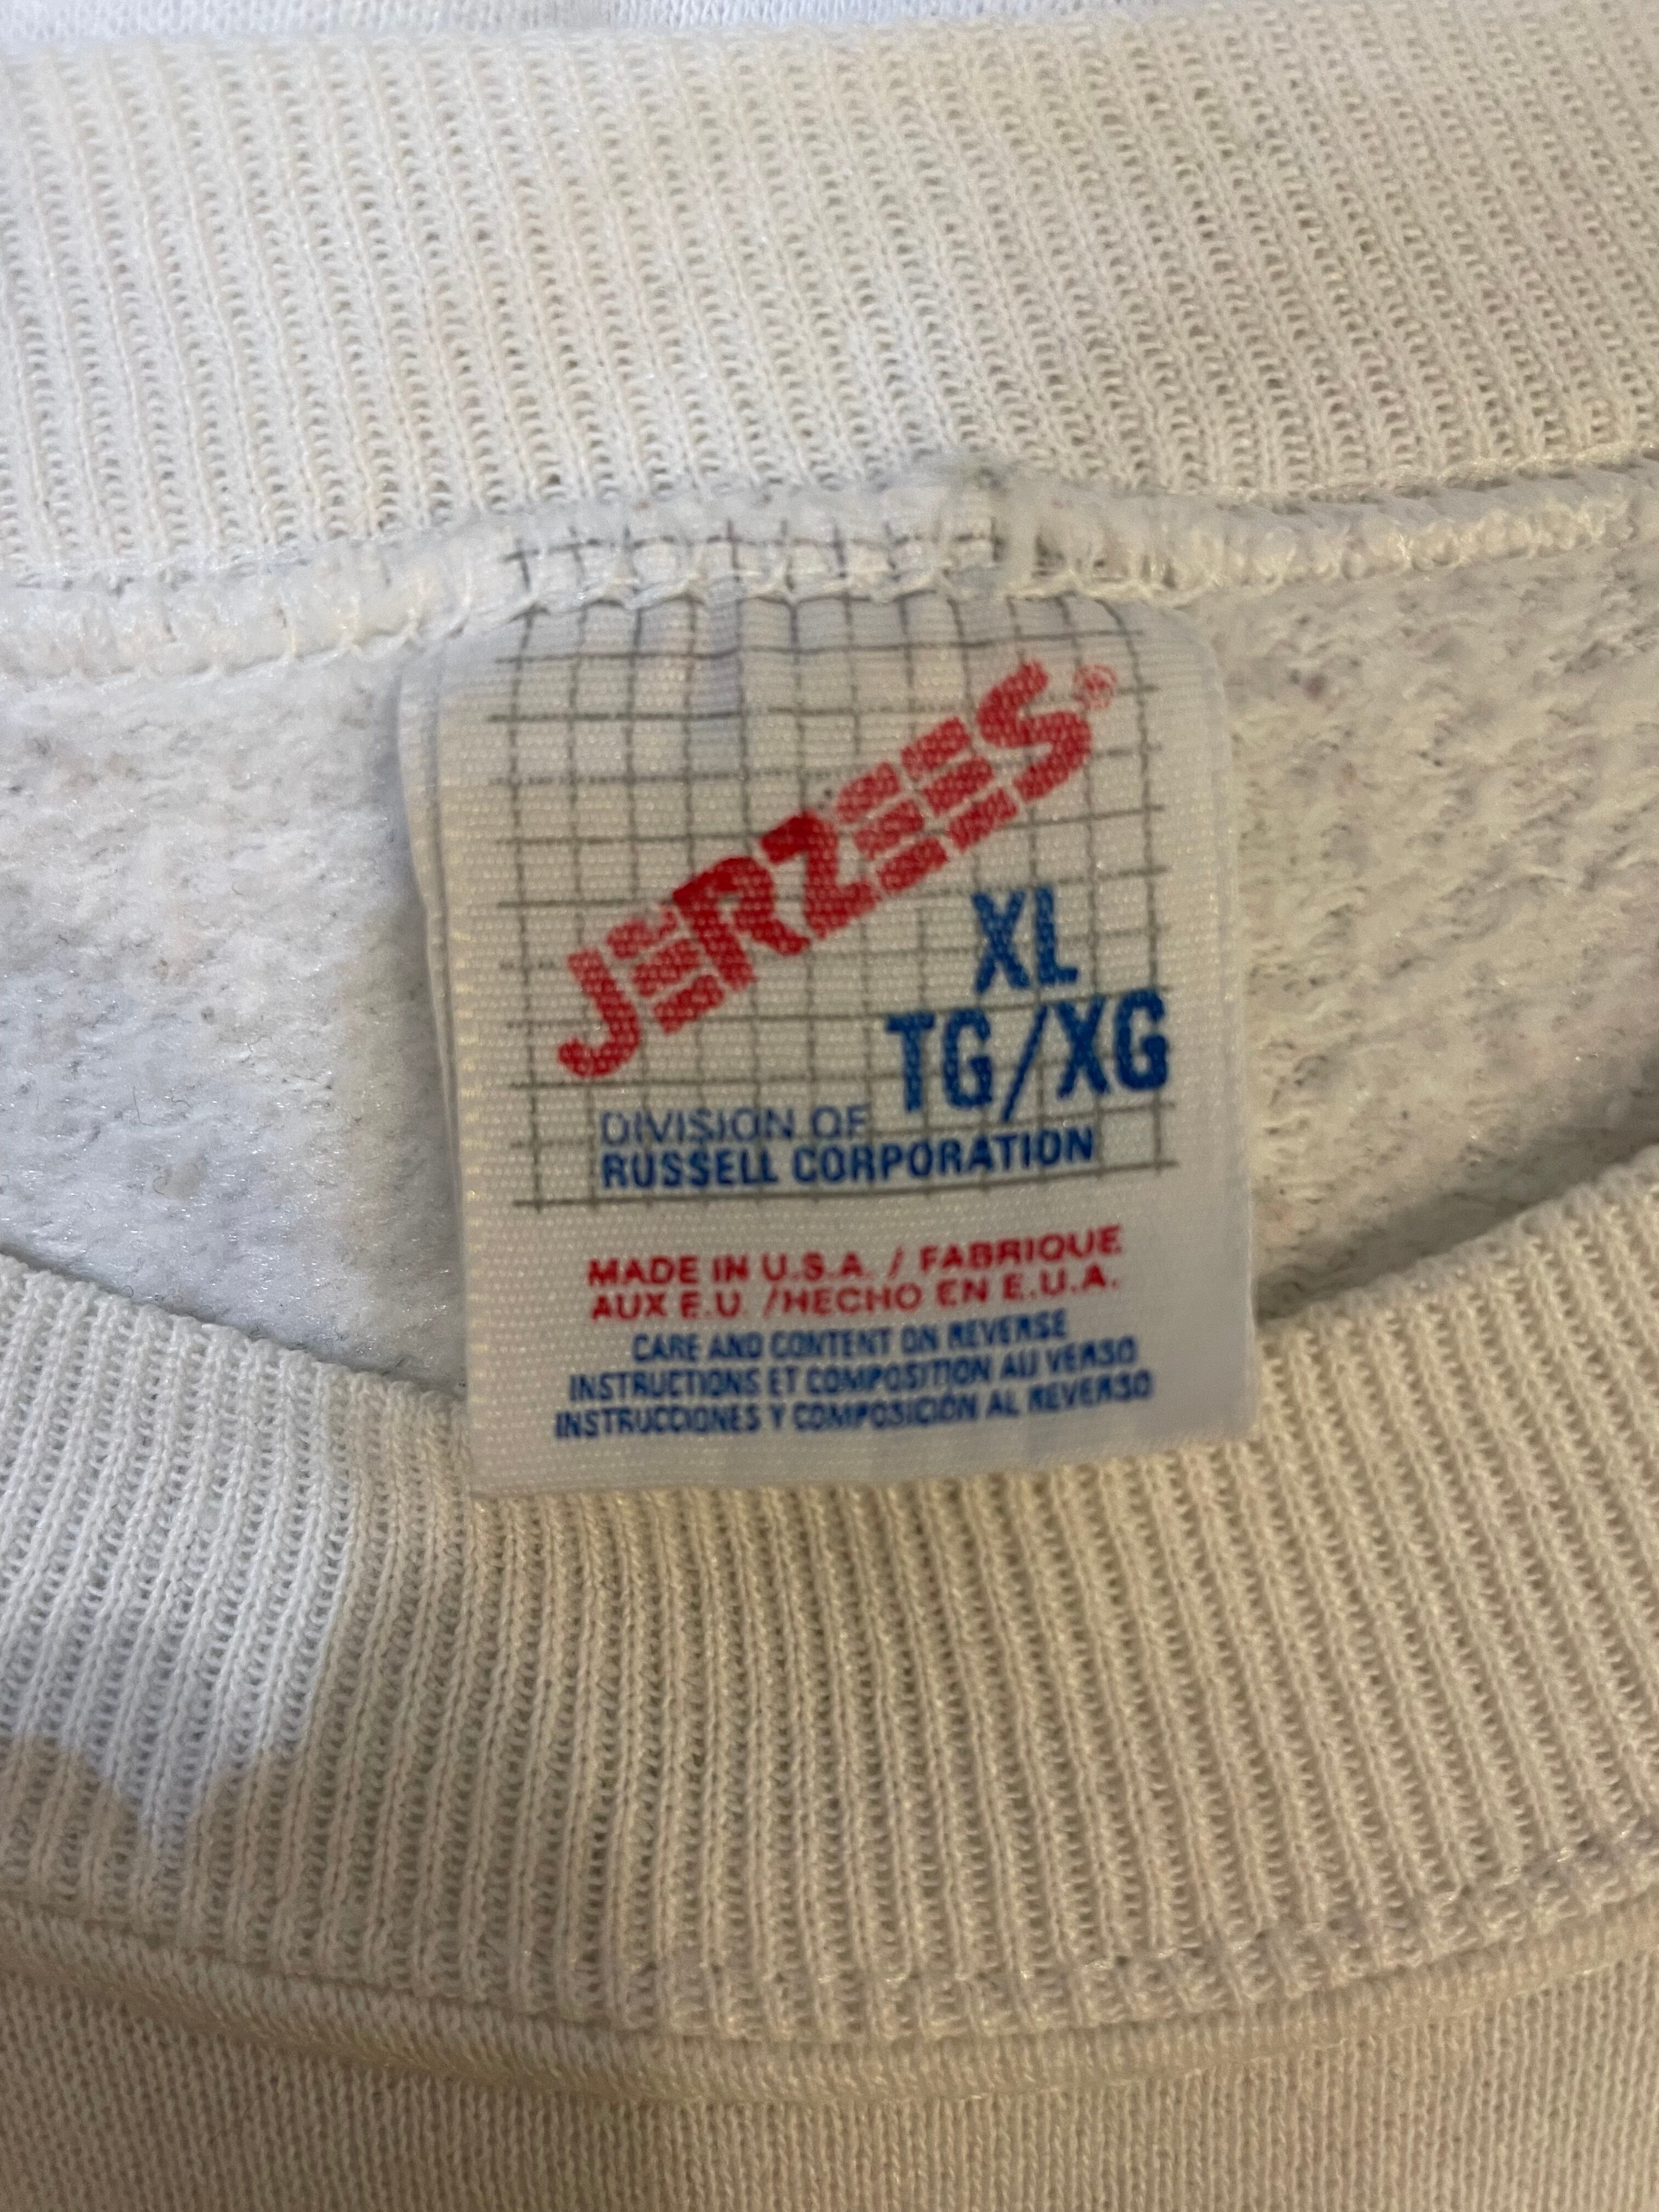 JERZEES®
XL
TG/XG
DIVISION OF
RUSSELL CORPORATION
MADE IN U.S.A. / FABRIQUE
AUX E.U. /HECHO EN E.U.A.
CARE AND CONTENT ON REVERSE
INSTRUCTIONS ET COMPOSITION AU VERSO
INSTRUCCIONES Y COMPOSICIÓN AL REVERSO